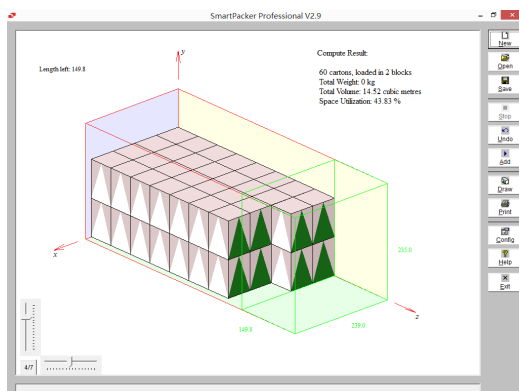 SmartPacker Professional V2.9
Length left: 149.8
y
Compute Result:
60 cartons, loaded in 2 blocks
Total Weight: 0 kg
Total Volume: 14.52 cubic metres
Space Utilization: 43.83 %
x
z
149.8
239.0
4/7
New
Open
Save
Stop
Undo
Add
Draw
Print
Config
Help
Exit